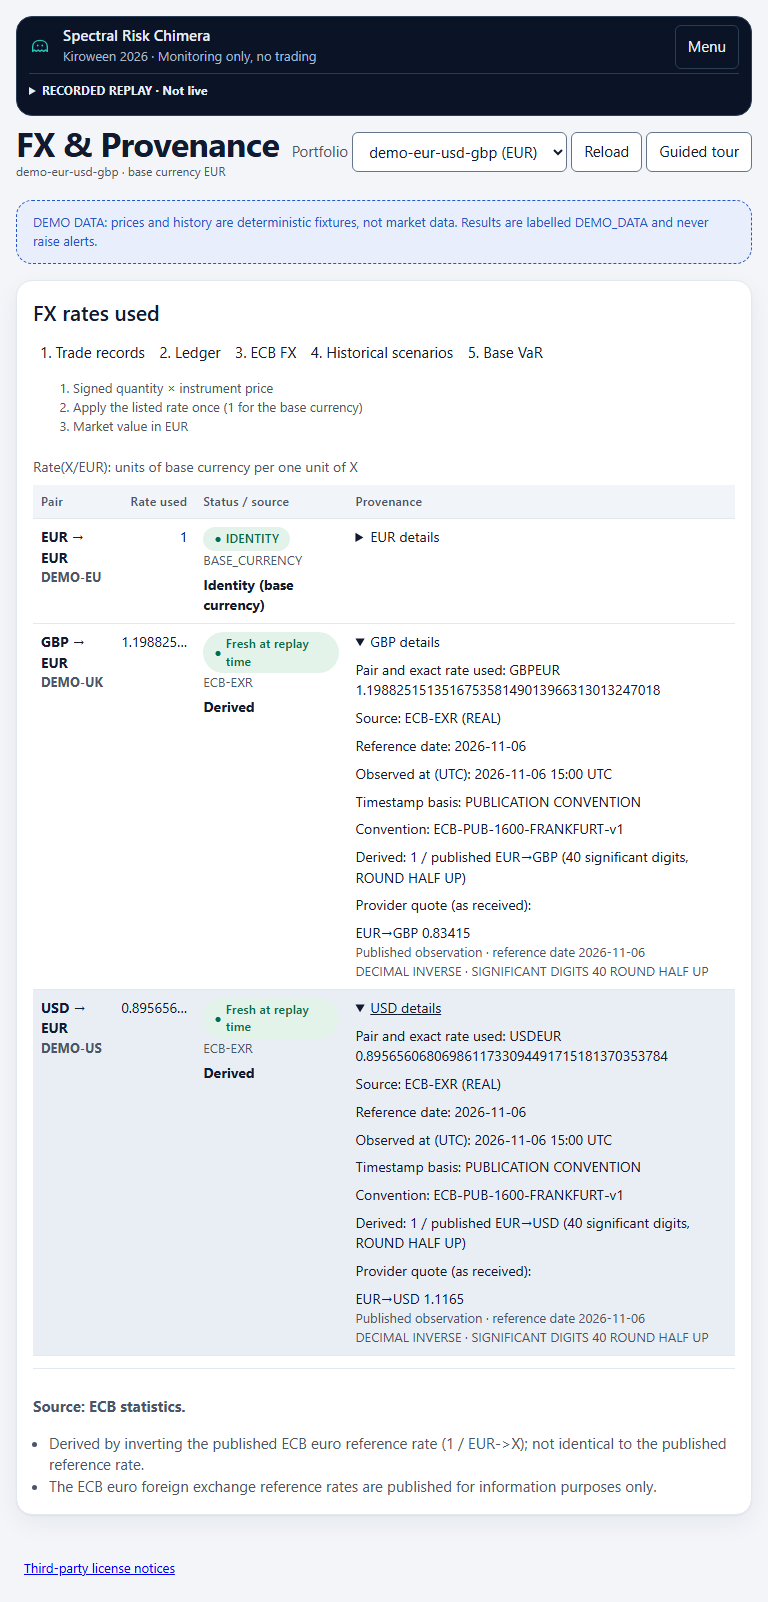 Spectral Risk Chimera
Kiroween 2026 · Monitoring only, no trading
Menu
RECORDED REPLAY · Not live
FX & Provenance
demo-eur-usd-gbp · base currency EUR
Portfolio
demo-eur-usd-gbp (EUR)
Reload
Guided tour
DEMO DATA: prices and history are deterministic fixtures, not market data. Results are labelled DEMO_DATA and never
raise alerts.
FX rates used
1. Trade records 2. Ledger 3. ECB FX 4. Historical scenarios 5. Base VaR
1. Signed quantity × instrument price
2. Apply the listed rate once (1 for the base currency)
3. Market value in EUR
Rate(X/EUR): units of base currency per one unit of X
Pair Rate used Status / source Provenance
EUR →
EUR
DEMO-EU
1
● IDENTITY
BASE_CURRENCY
Identity (base
currency)
▶ EUR details
GBP →
EUR
DEMO-UK
1.198825…
● Fresh at replay
time
ECB-EXR
Derived
▼ GBP details
Pair and exact rate used: GBPEUR
1.198825151351675358149013966313013247018
Source: ECB-EXR (REAL)
Reference date: 2026-11-06
Observed at (UTC): 2026-11-06 15:00 UTC
Timestamp basis: PUBLICATION CONVENTION
Convention: ECB-PUB-1600-FRANKFURT-v1
Derived: 1 / published EUR→GBP (40 significant digits,
ROUND HALF UP)
Provider quote (as received):
EUR→GBP 0.83415
Published observation · reference date 2026-11-06
DECIMAL INVERSE · SIGNIFICANT DIGITS 40 ROUND HALF UP
USD →
EUR
DEMO-US
0.895656…
● Fresh at replay
time
ECB-EXR
Derived
▼ USD details
Pair and exact rate used: USDEUR
0.8956560680698611733094491715181370353784
Source: ECB-EXR (REAL)
Reference date: 2026-11-06
Observed at (UTC): 2026-11-06 15:00 UTC
Timestamp basis: PUBLICATION CONVENTION
Convention: ECB-PUB-1600-FRANKFURT-v1
Derived: 1 / published EUR→USD (40 significant digits,
ROUND HALF UP)
Provider quote (as received):
EUR→USD 1.1165
Published observation · reference date 2026-11-06
DECIMAL INVERSE · SIGNIFICANT DIGITS 40 ROUND HALF UP
Source: ECB statistics.
• Derived by inverting the published ECB euro reference rate (1 / EUR->X); not identical to the published
reference rate.
• The ECB euro foreign exchange reference rates are published for information purposes only.
Third-party license notices